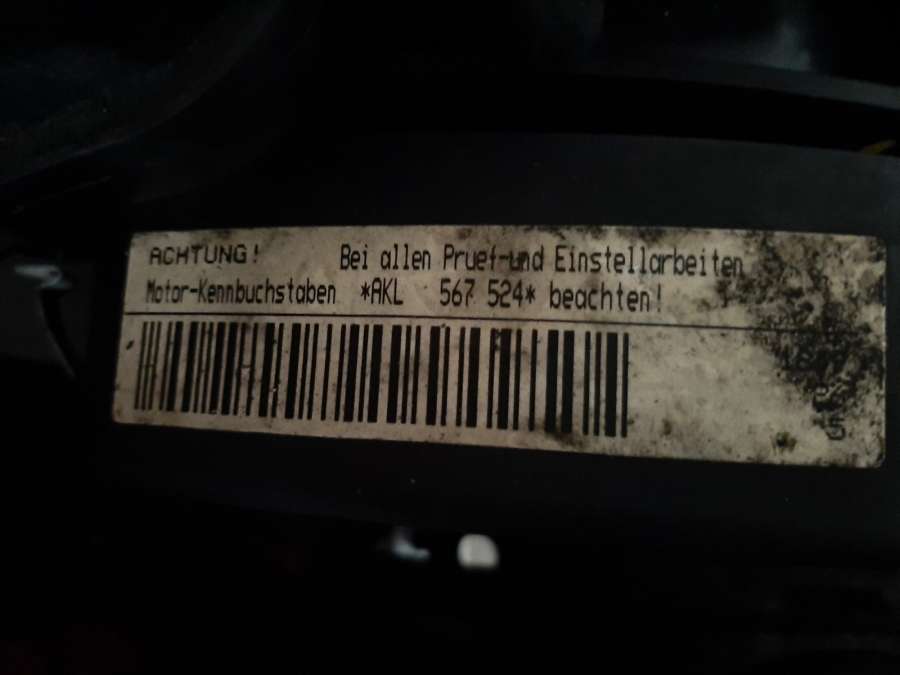 ACHTUNG! Bei allen Pruef-und Einstellarbeiten
Motor-Kennbuchstaben *AKL 567 524* beachten!